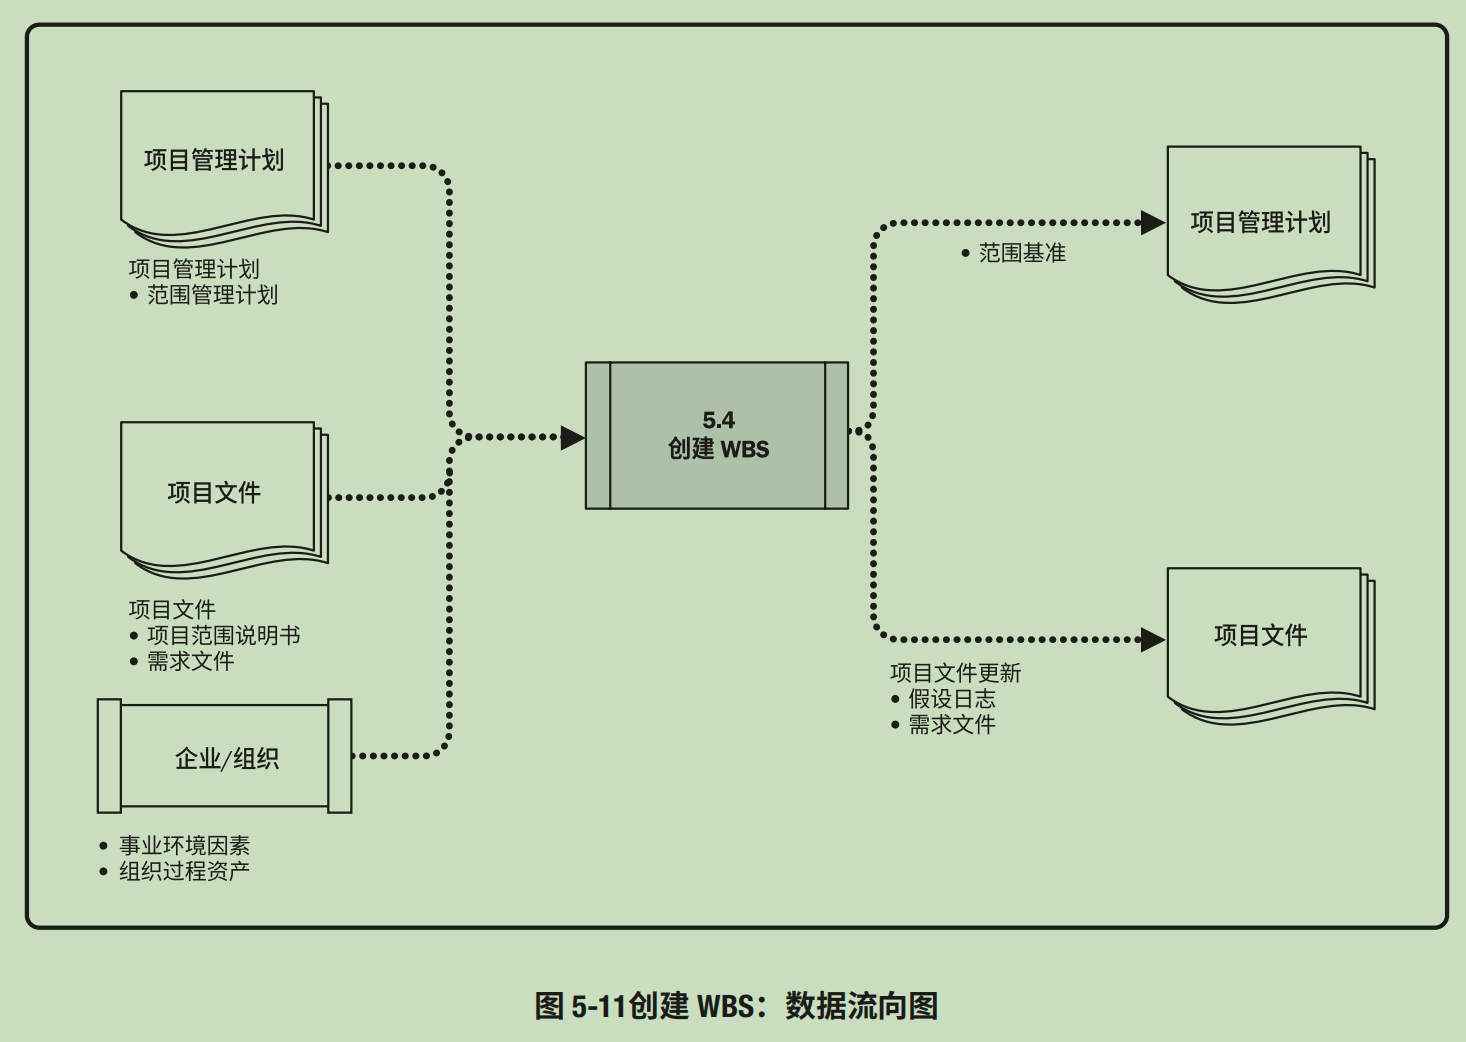 项目管理计划
项目管理计划
• 范围管理计划
项目文件
项目文件
• 项目范围说明书
• 需求文件
企业/组织
• 事业环境因素
• 组织过程资产
5.4
创建 WBS
• 范围基准
项目管理计划
项目文件更新
• 假设日志
• 需求文件
项目文件
图 5-11创建 WBS：数据流向图